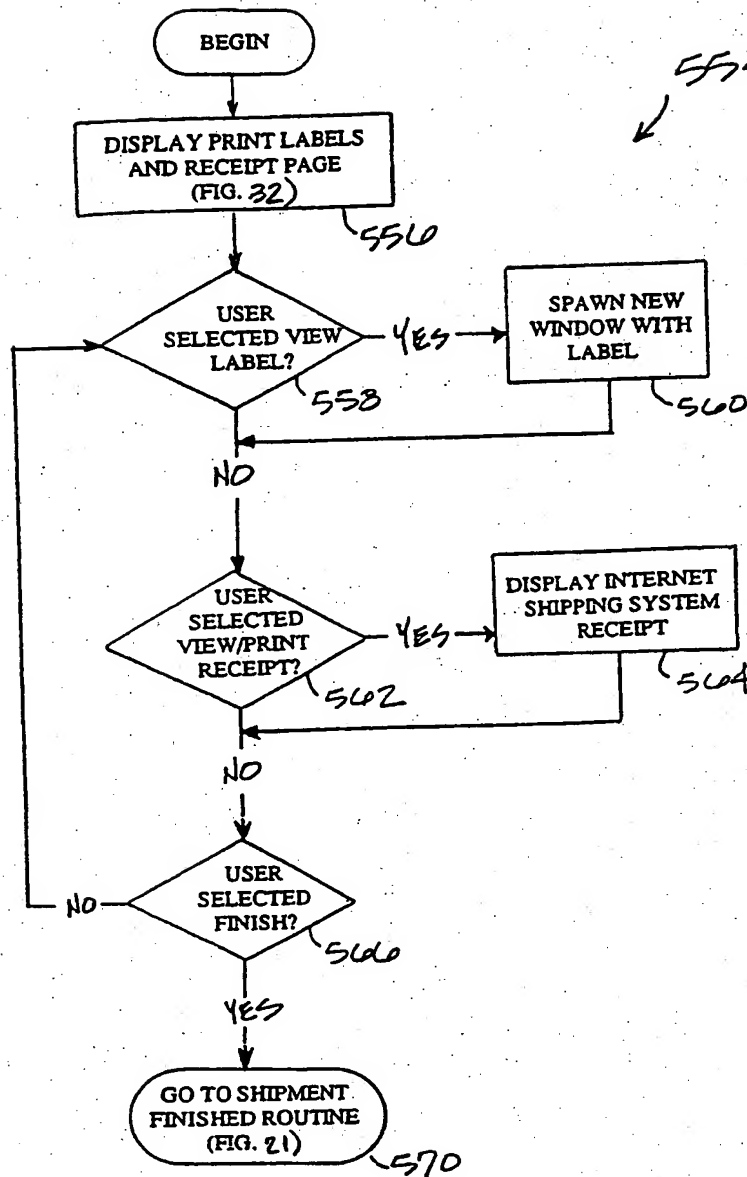 BEGIN
DISPLAY PRINT LABELS
AND RECEIPT PAGE
(FIG. 32)
556
USER
SELECTED VIEW
LABEL?
558
YES
SPAWN NEW
WINDOW WITH
LABEL
560
NO
USER
SELECTED
VIEW/PRINT
RECEIPT?
562
YES
DISPLAY INTERNET
SHIPPING SYSTEM
RECEIPT
564
NO
USER
SELECTED
FINISH?
566
NO
YES
GO TO SHIPMENT
FINISHED ROUTINE
(FIG. 21)
570